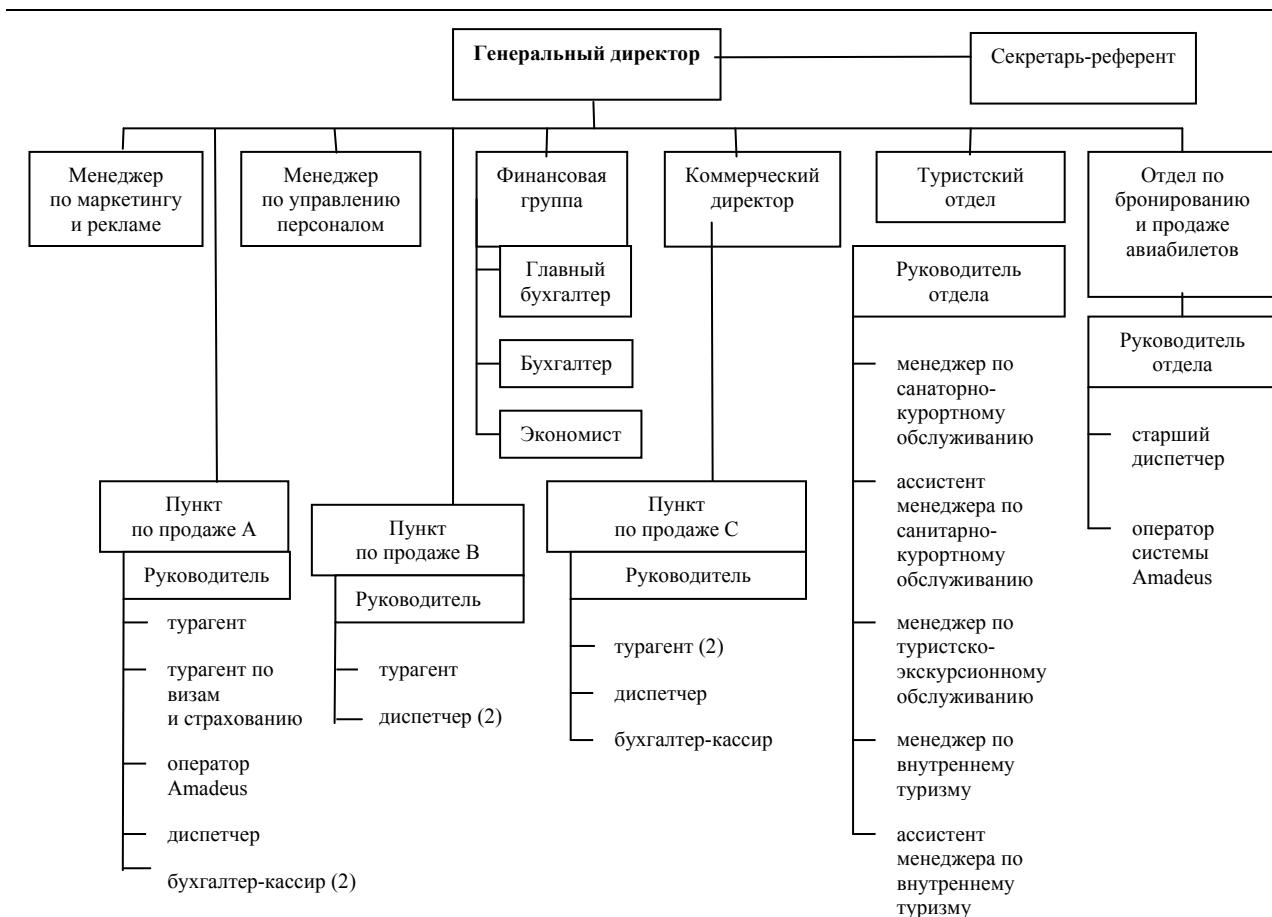 Генеральный директор
Секретарь-референт
Менеджер
по маркетингу
и рекламе
Менеджер
по управлению
персоналом
Финансовая
группа
Коммерческий
директор
Туристский
отдел
Отдел по
бронированию
и продаже
авиабилетов
Главный
бухгалтер
Бухгалтер
Экономист
Руководитель
отдела
менеджер по
санаторно-
курортному
обслуживанию
ассистент
менеджера по
санитарно-
курортному
обслуживанию
менеджер по
туристско-
экскурсионному
обслуживанию
менеджер по
внутреннему
туризму
ассистент
менеджера по
внутреннему
туризму
Руководитель
отдела
старший
диспетчер
оператор
системы
Amadeus
Пункт
по продаже А
Руководитель
турагент
турагент по
визам
и страхованию
оператор
Amadeus
диспетчер
бухгалтер-кассир (2)
Пункт
по продаже В
Руководитель
турагент
диспетчер (2)
Пункт
по продаже С
Руководитель
турагент (2)
диспетчер
бухгалтер-кассир